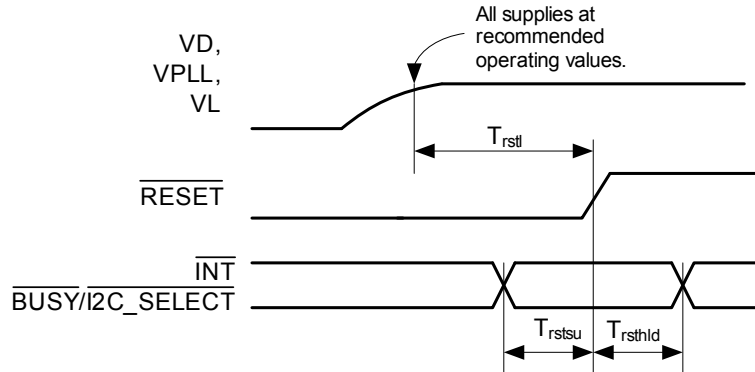 All supplies at
recommended
operating values.
VD,
VPLL,
VL
Trstl
RESET
INT
BUSY/I2C_SELECT
Trstsu
Trsthld